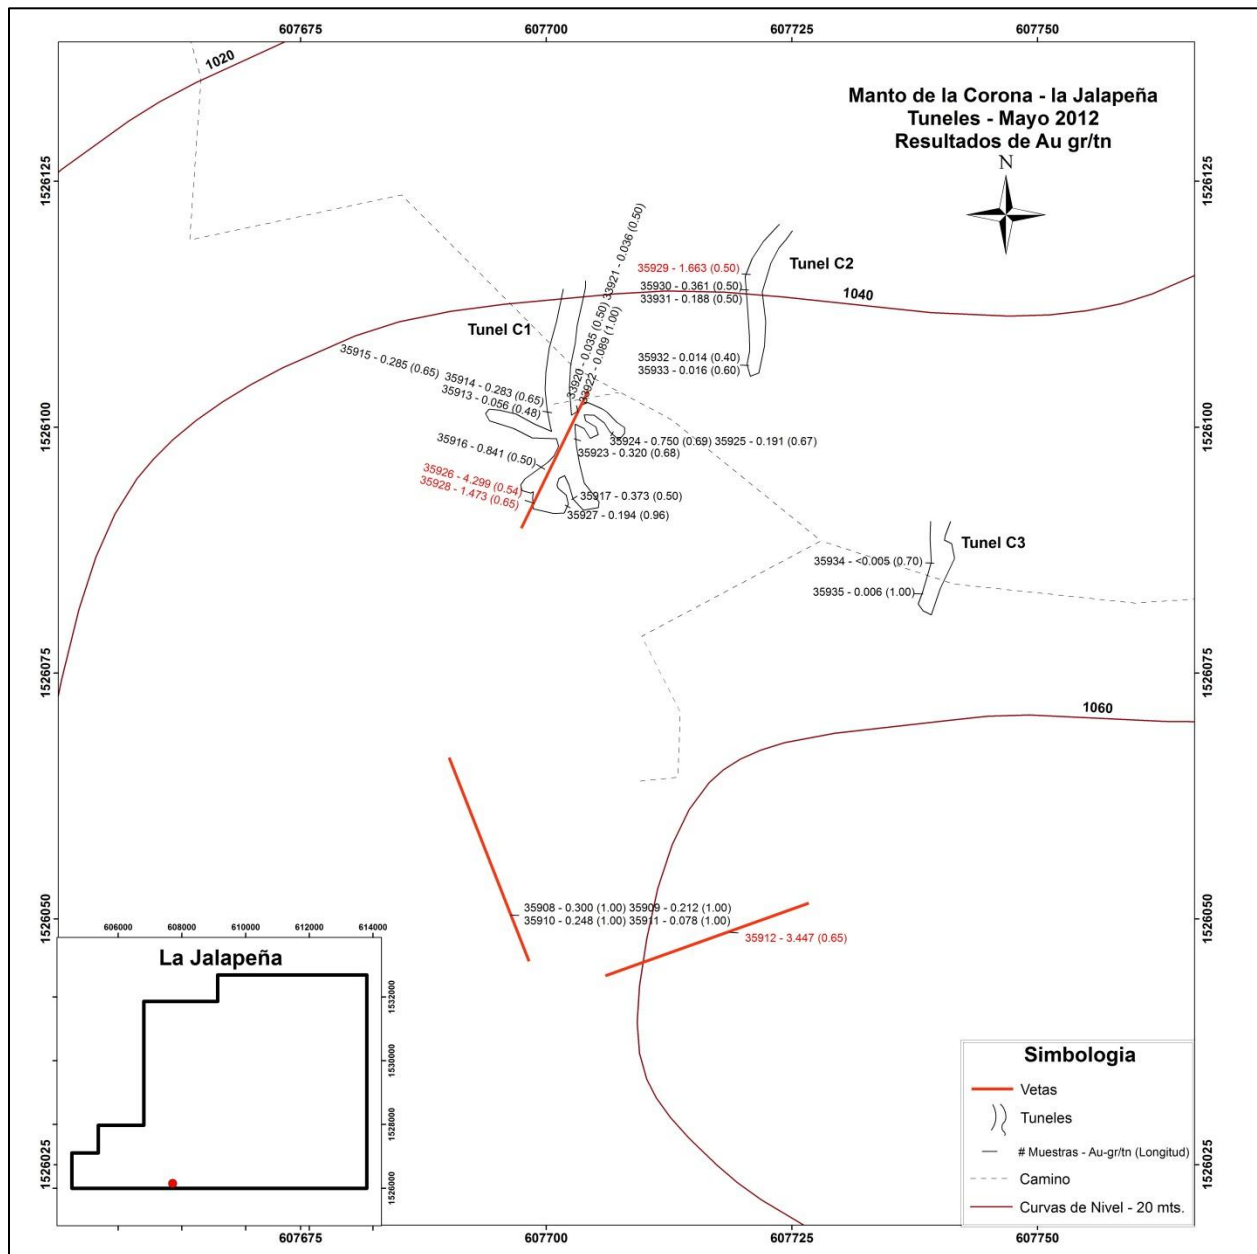 607675 607700 607725 607750
1020
Manto de la Corona - la Jalapeña
Tuneles - Mayo 2012
Resultados de Au gr/tn
N
1526125 1526125
35929 - 1.663 (0.50)
Tunel C2
35930 - 0.361 (0.50)
33931 - 0.188 (0.50)
1040
Tunel C1
33920 - 0.035 (0.50) 33921 - 0.036 (0.50)
33922 - 0.089 (1.00)
35932 - 0.014 (0.40)
35933 - 0.016 (0.60)
35915 - 0.285 (0.65) 35914 - 0.283 (0.65)
35913 - 0.056 (0.48)
1526100 1526100
35924 - 0.750 (0.69) 35925 - 0.191 (0.67)
35923 - 0.320 (0.68)
35916 - 0.841 (0.50)
35926 - 4.299 (0.54)
35928 - 1.473 (0.65)
35917 - 0.373 (0.50)
35927 - 0.194 (0.96)
Tunel C3
35934 - <0.005 (0.70)
35935 - 0.006 (1.00)
1526075 1526075
1060
35908 - 0.300 (1.00) 35909 - 0.212 (1.00)
35910 - 0.248 (1.00) 35911 - 0.078 (1.00)
35912 - 3.447 (0.65)
1526050 1526050
606000 608000 610000 612000 614000
La Jalapeña
1532000
1530000
1528000
1526000
Simbologia
Vetas
Tuneles
# Muestras - Au-gr/tn (Longitud)
Camino
Curvas de Nivel - 20 mts.
1526025 1526025
607675 607700 607725 607750